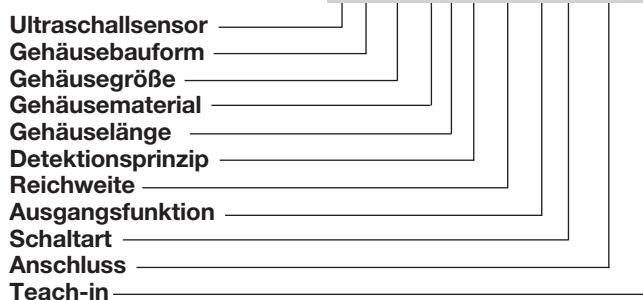 Ultraschallsensor
Gehäusebauform
Gehäusegröße
Gehäusematerial
Gehäuselänge
Detektionsprinzip
Reichweite
Ausgangsfunktion
Schaltart
Anschluss
Teach-in